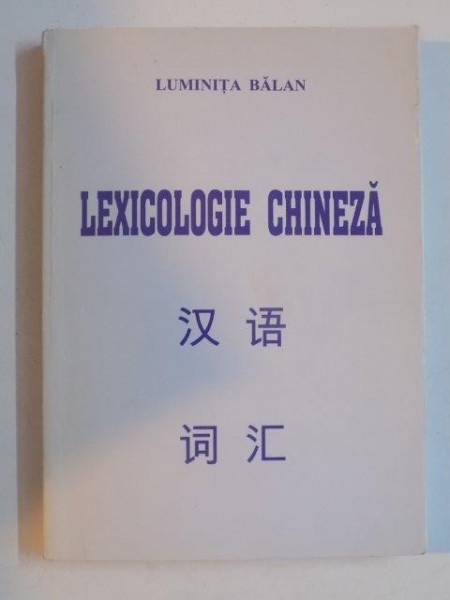 LUMINIȚA BĂLAN
LEXICOLOGIE CHINEZĂ
汉语
词汇